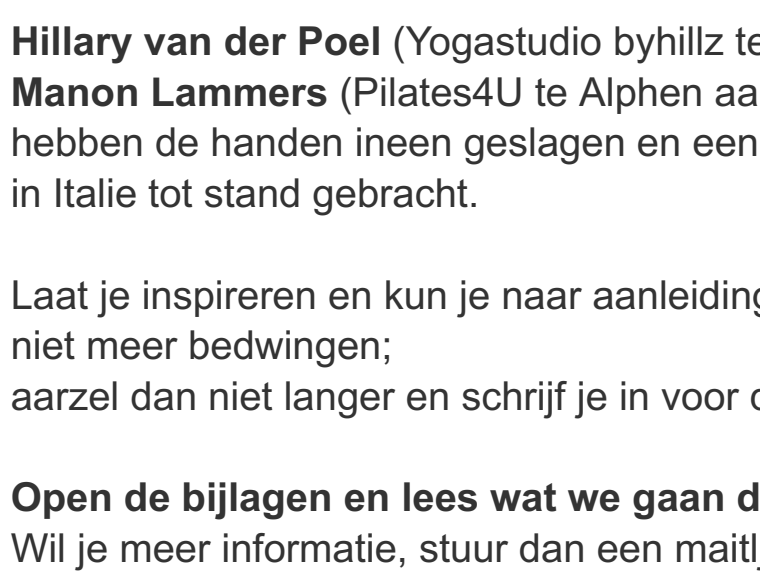 Hillary van der Poel (Yogastudio byhillz te
Manon Lammers (Pilates4U te Alphen aa
hebben de handen ineen geslagen en een
in Italie tot stand gebracht.
Laat je inspireren en kun je naar aanleiding
niet meer bedwingen;
aarzel dan niet langer en schrijf je in voor
Open de bijlagen en lees wat we gaan d
Wil je meer informatie, stuur dan een maitl